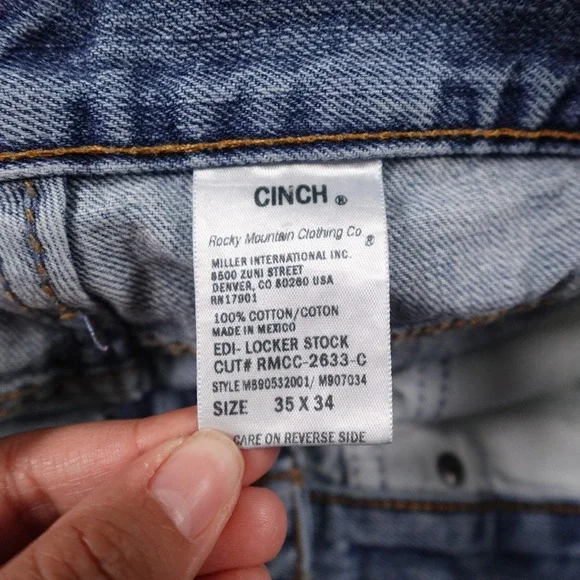 CINCH ®
Rocky Mountain Clothing Co ®
MILLER INTERNATIONAL INC.
8500 ZUNI STREET
DENVER, CO 80260 USA
RN17901
100% COTTON/COTON
MADE IN MEXICO
EDI- LOCKER STOCK
CUT# RMCC-2633-C
STYLE MB90532001/ M907034
SIZE 35 X 34
CARE ON REVERSE SIDE